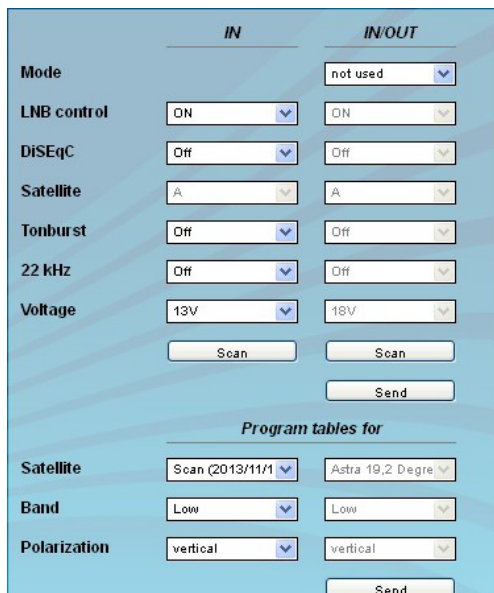 IN IN/OUT
Mode not used
LNB control ON ON
DiSEqC Off Off
Satellite A A
Tonburst Off Off
22 kHz Off Off
Voltage 13V 18V
Scan Scan
Send
Program tables for
Satellite Scan (2013/11/1 Astra 19,2 Degre
Band Low Low
Polarization vertical vertical
Send